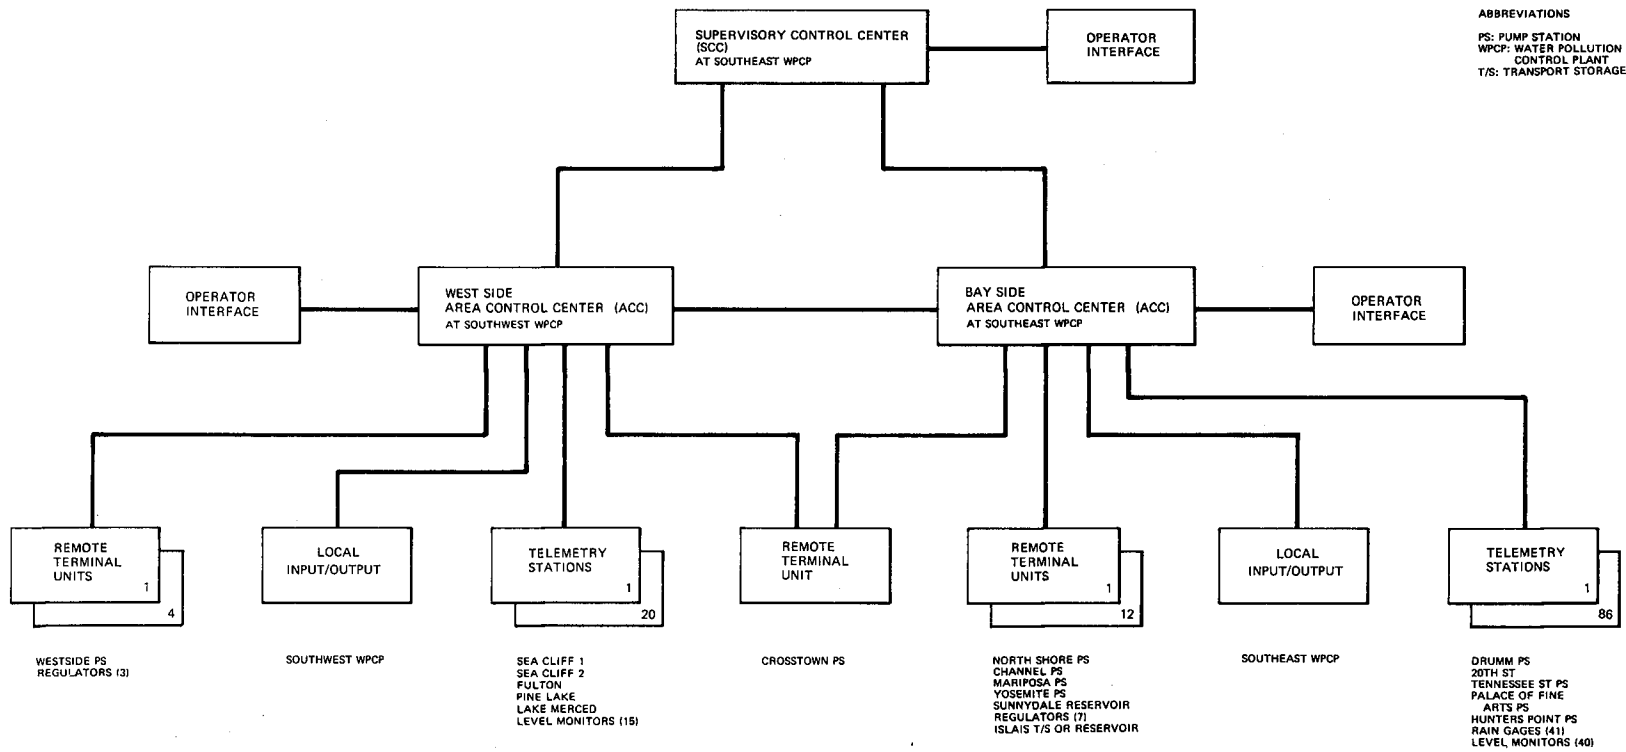 SUPERVISORY CONTROL CENTER
(SCC)
AT SOUTHEAST WPCP
OPERATOR
INTERFACE
ABBREVIATIONS
PS: PUMP STATION
WPCP: WATER POLLUTION
CONTROL PLANT
T/S: TRANSPORT STORAGE
OPERATOR
INTERFACE
WEST SIDE
AREA CONTROL CENTER (ACC)
AT SOUTHWEST WPCP
BAY SIDE
AREA CONTROL CENTER (ACC)
AT SOUTHEAST WPCP
OPERATOR
INTERFACE
REMOTE
TERMINAL
UNITS
1
4
WESTSIDE PS
REGULATORS (3)
LOCAL
INPUT/OUTPUT
SOUTHWEST WPCP
TELEMETRY
STATIONS
1
20
SEA CLIFF 1
SEA CLIFF 2
FULTON
PINE LAKE
LAKE MERCED
LEVEL MONITORS (15)
REMOTE
TERMINAL
UNIT
CROSSTOWN PS
REMOTE
TERMINAL
UNITS
1
12
NORTH SHORE PS
CHANNEL PS
MARIPOSA PS
YOSEMITE PS
SUNNYDALE RESERVOIR
REGULATORS (7)
ISLAIS T/S OR RESERVOIR
LOCAL
INPUT/OUTPUT
SOUTHEAST WPCP
TELEMETRY
STATIONS
1
86
DRUMM PS
20TH ST
TENNESSEE ST PS
PALACE OF FINE
ARTS PS
HUNTERS POINT PS
RAIN GAGES (41)
LEVEL MONITORS (40)